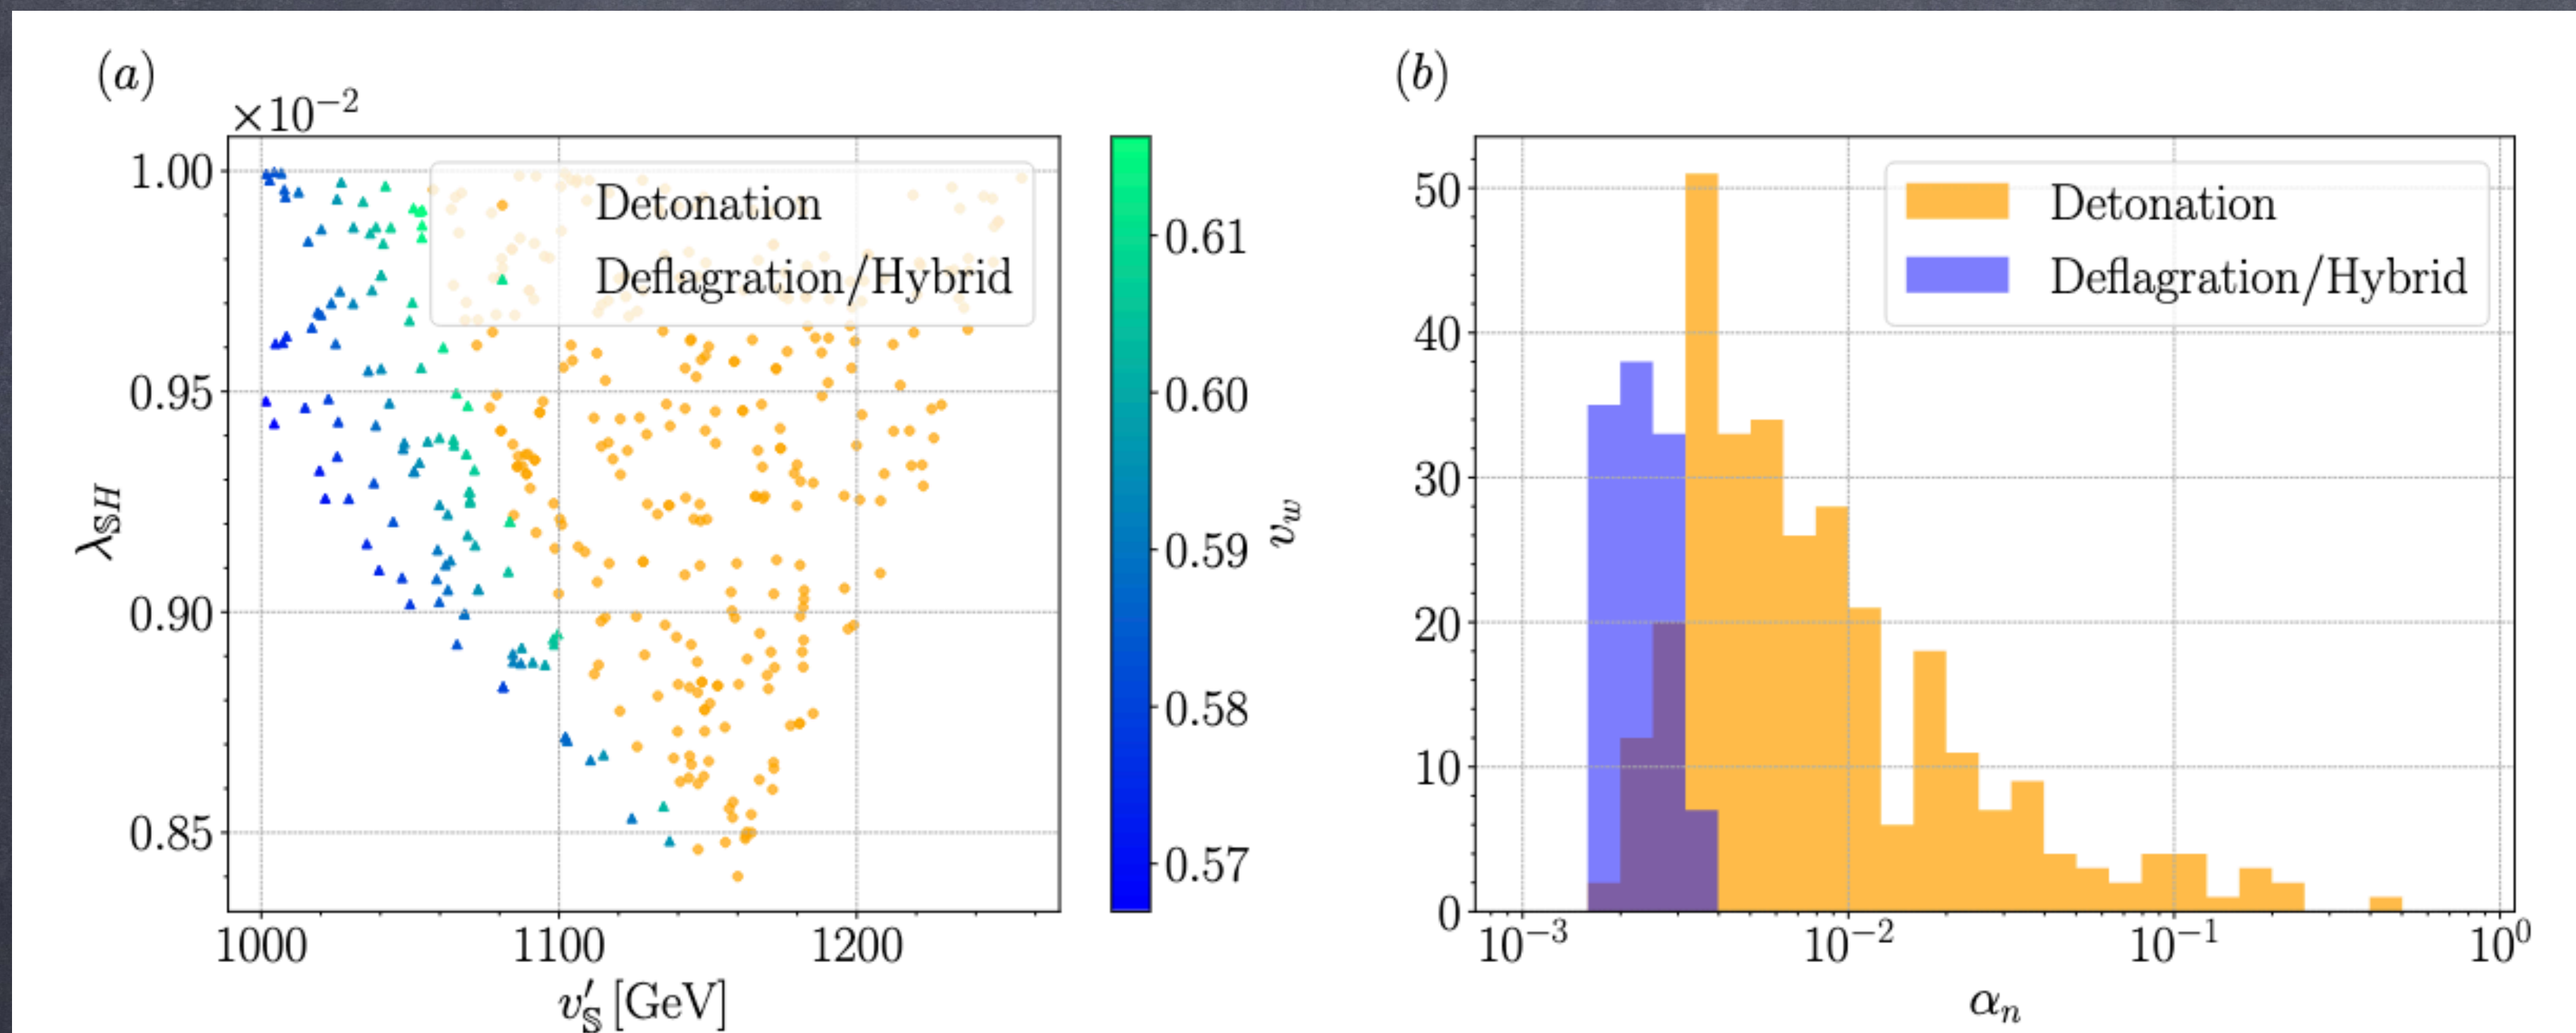 (a)
×10⁻²
1.00
0.95
0.90
0.85
λ𝕊H
1000 1100 1200
v′𝕊 [GeV]
Detonation
Deflagration/Hybrid
0.61
0.60
0.59
0.58
0.57
v_w
(b)
50
40
30
20
10
0
10⁻³ 10⁻² 10⁻¹ 10⁰
α_n
Detonation
Deflagration/Hybrid